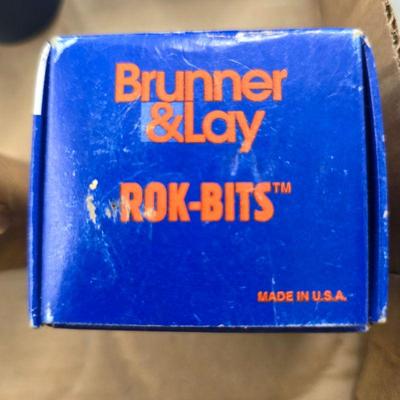 Brunner
&Lay
ROK-BITS™
MADE IN U.S.A.